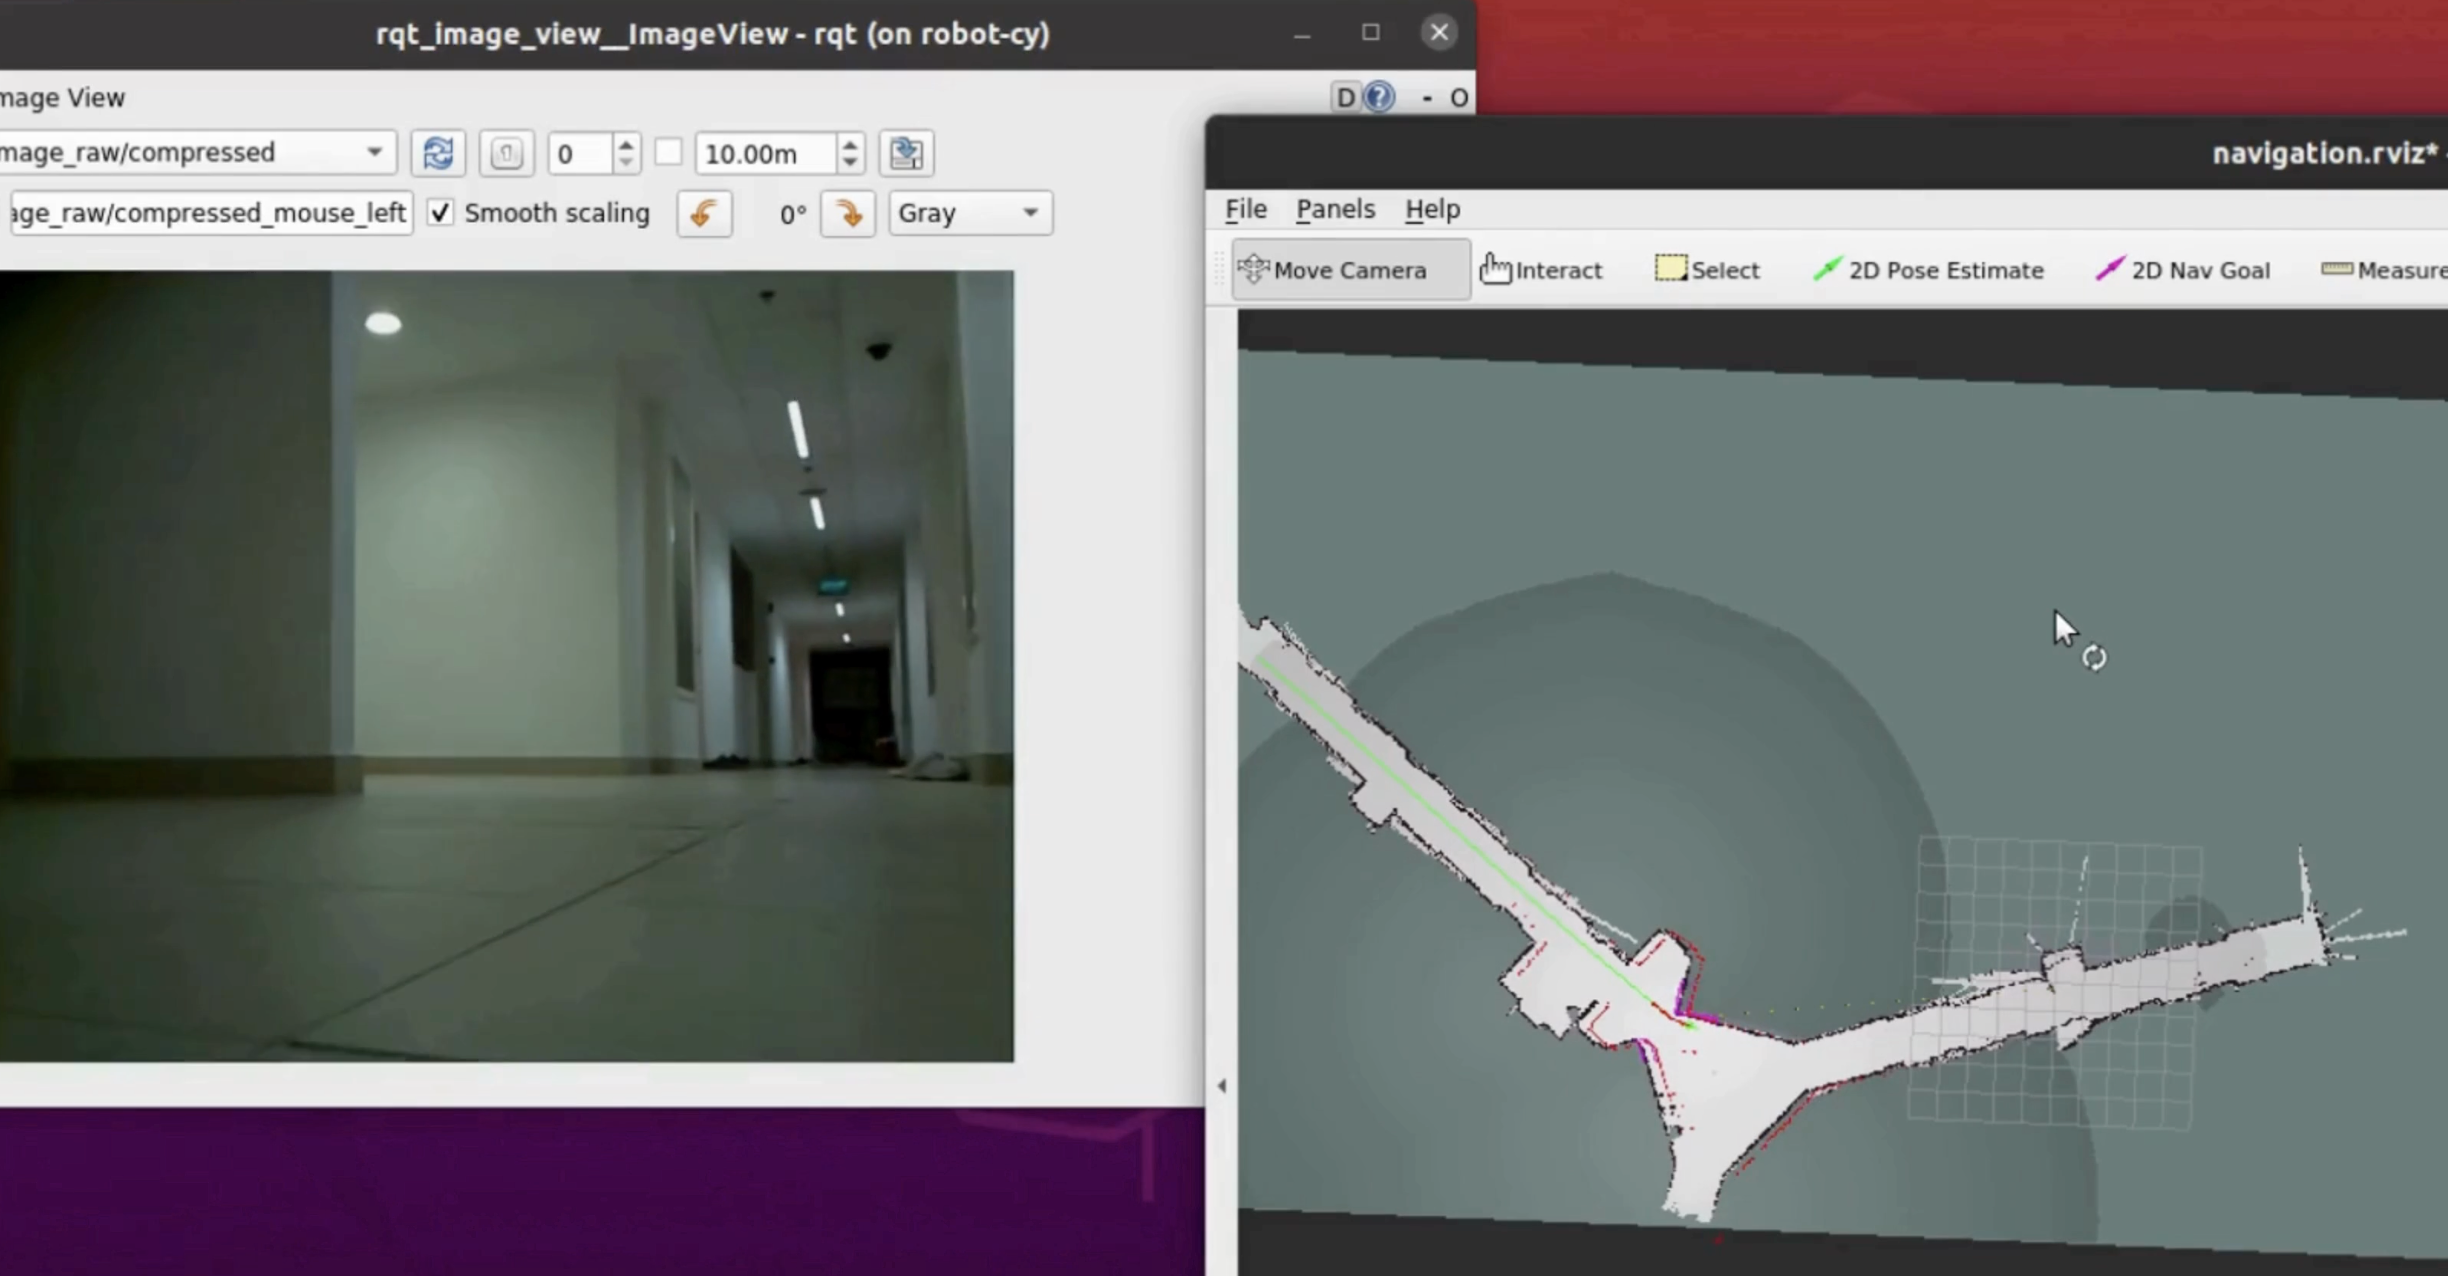 rqt_image_view__ImageView - rqt (on robot-cy)
mage View
D ? - O
mage_raw/compressed
0
10.00m
age_raw/compressed_mouse_left
Smooth scaling
0°
Gray
navigation.rviz*
File Panels Help
Move Camera Interact Select 2D Pose Estimate 2D Nav Goal Measure